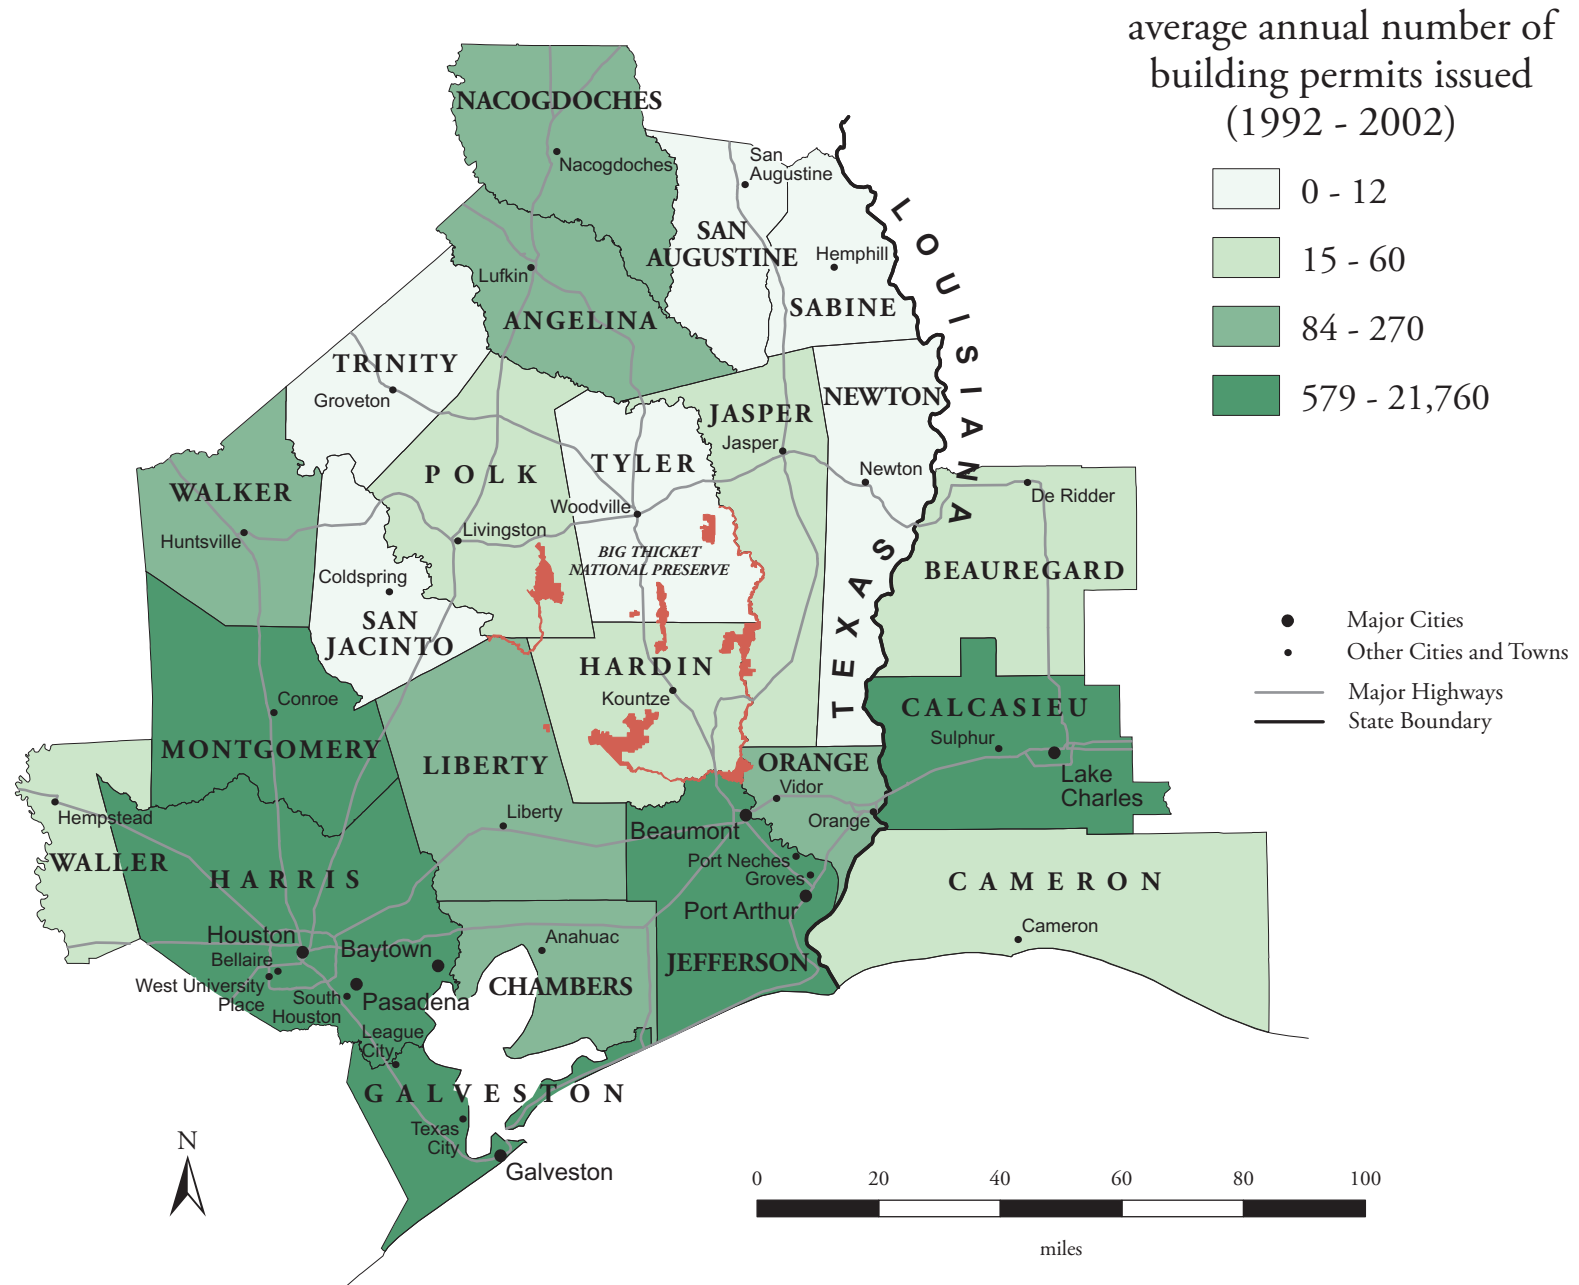 average annual number of
building permits issued
(1992 - 2002)
0 - 12
15 - 60
84 - 270
579 - 21,760
NACOGDOCHES
Nacogdoches
San
Augustine
SAN
AUGUSTINE
Hemphill
SABINE
LOUISIANA
Lufkin
ANGELINA
TRINITY
Groveton
NEWTON
JASPER
Jasper
Newton
POLK
TYLER
Woodville
Livingston
WALKER
Huntsville
De Ridder
BEAUREGARD
BIG THICKET
NATIONAL PRESERVE
TEXAS
Coldspring
SAN
JACINTO
HARDIN
Kountze
Major Cities
Other Cities and Towns
Major Highways
State Boundary
Conroe
MONTGOMERY
LIBERTY
Liberty
ORANGE
Vidor
Orange
CALCASIEU
Sulphur
Lake
Charles
Hempstead
WALLER
HARRIS
Beaumont
Port Neches
Groves
Port Arthur
JEFFERSON
CAMERON
Cameron
Houston
Bellaire
West University
Place
South
Houston
Baytown
Pasadena
League
City
Anahuac
CHAMBERS
GALVESTON
Texas
City
Galveston
N
0 20 40 60 80 100
miles